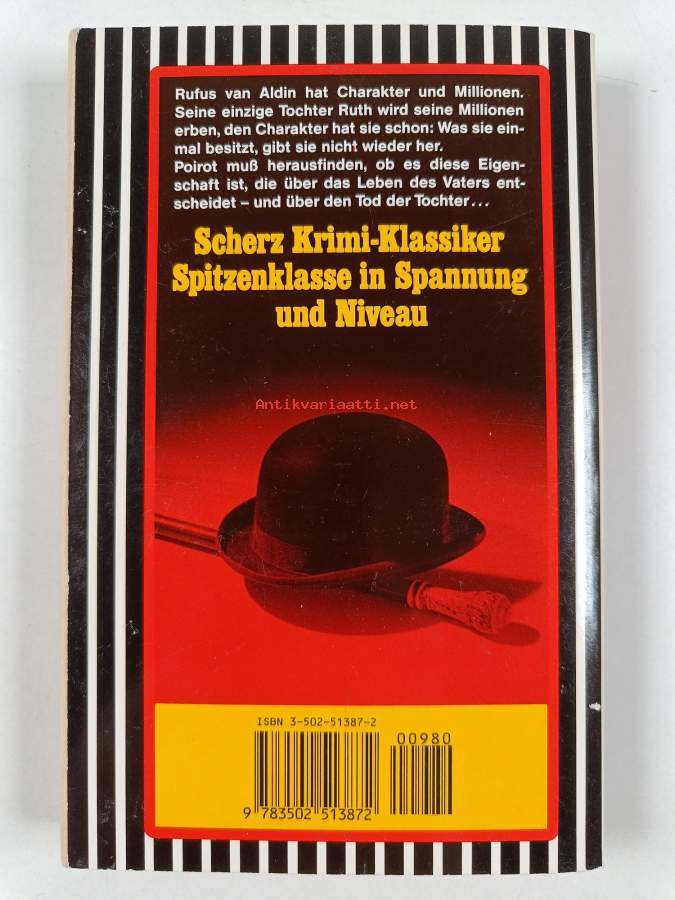 Rufus van Aldin hat Charakter und Millionen.
Seine einzige Tochter Ruth wird seine Millionen
erben, den Charakter hat sie schon: Was sie ein-
mal besitzt, gibt sie nicht wieder her.
Poirot muß herausfinden, ob es diese Eigen-
schaft ist, die über das Leben des Vaters ent-
scheidet – und über den Tod der Tochter...
Scherz Krimi-Klassiker
Spitzenklasse in Spannung
und Niveau
Antikvariaatti.net
ISBN 3-502-51387-2
00980
9 783502 513872